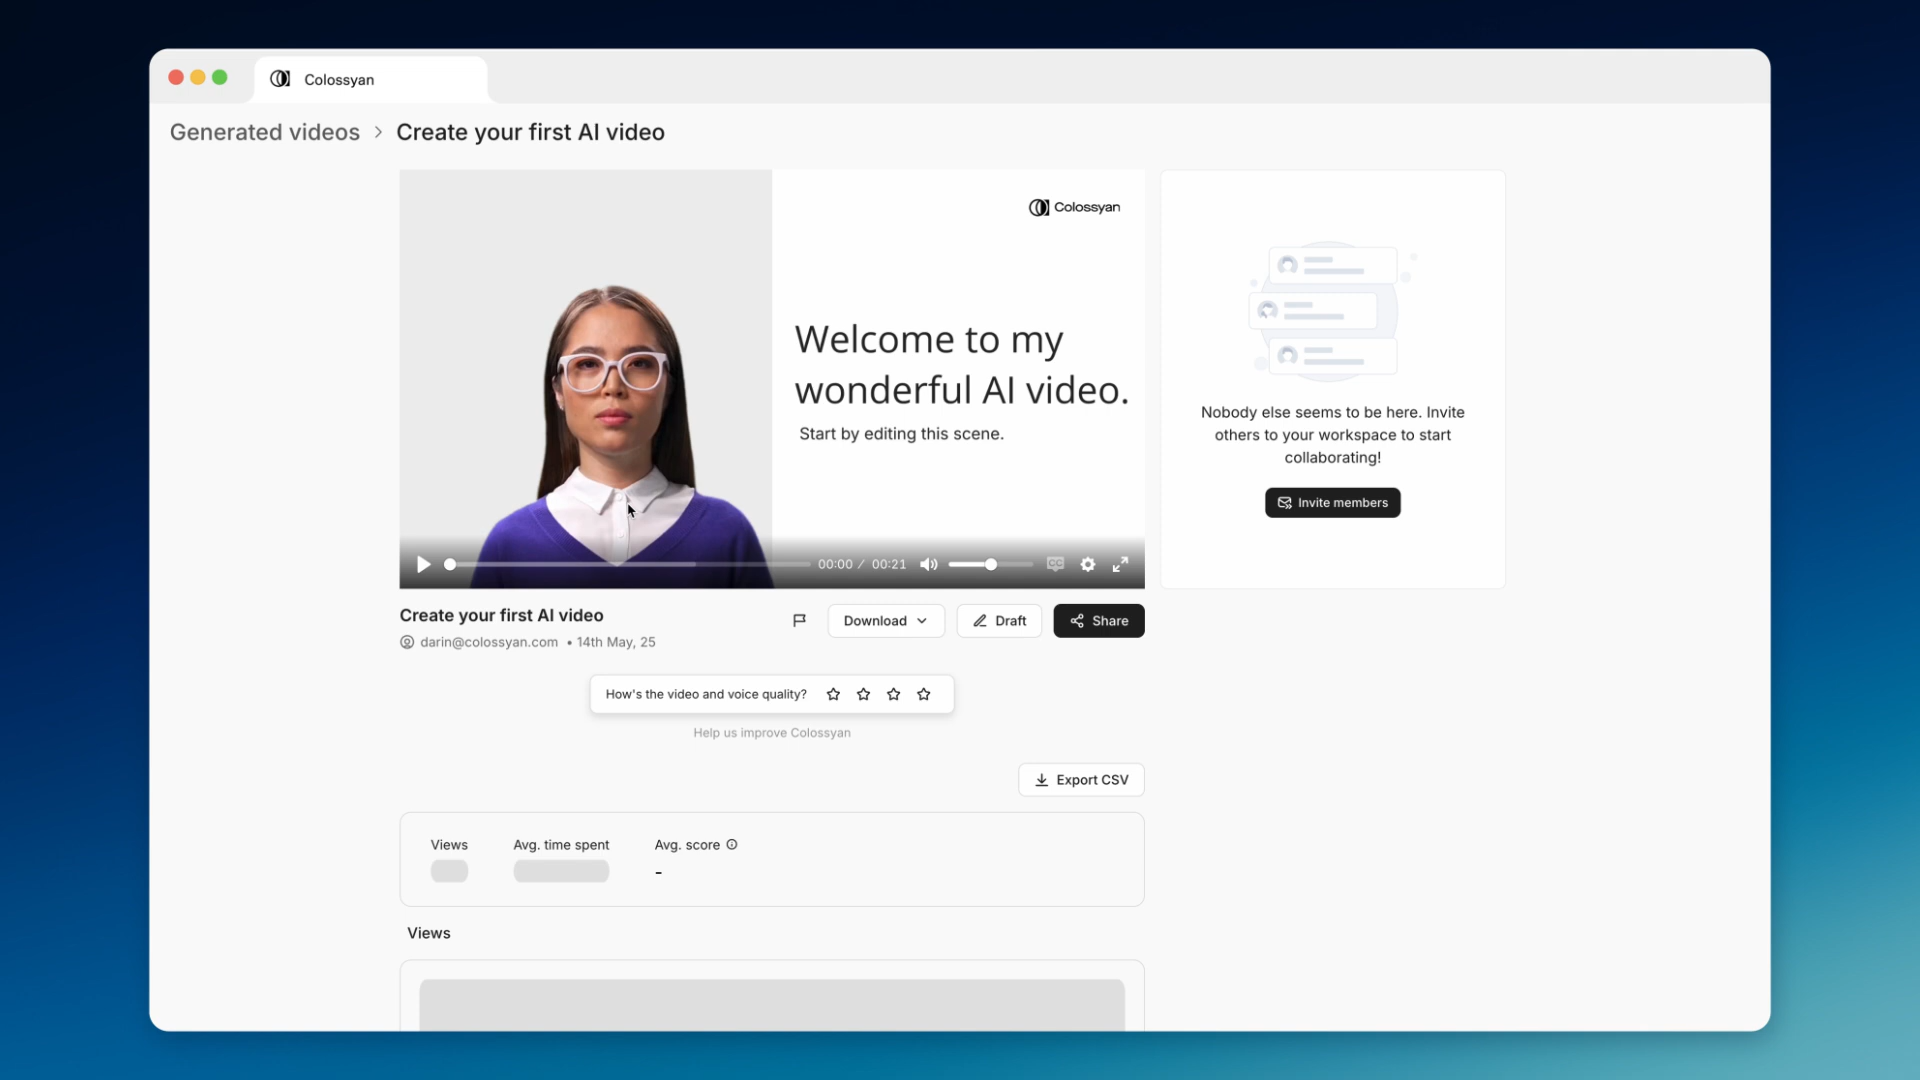 Colossyan
Generated videos > Create your first AI video
Colossyan
Welcome to my
wonderful AI video.
Start by editing this scene.
00:00 / 00:21
CC
Nobody else seems to be here. Invite
others to your workspace to start
collaborating!
Invite members
Create your first AI video
Download
Draft
Share
darin@colossyan.com • 14th May, 25
How's the video and voice quality?
Help us improve Colossyan
Export CSV
Views
Avg. time spent
Avg. score
-
Views